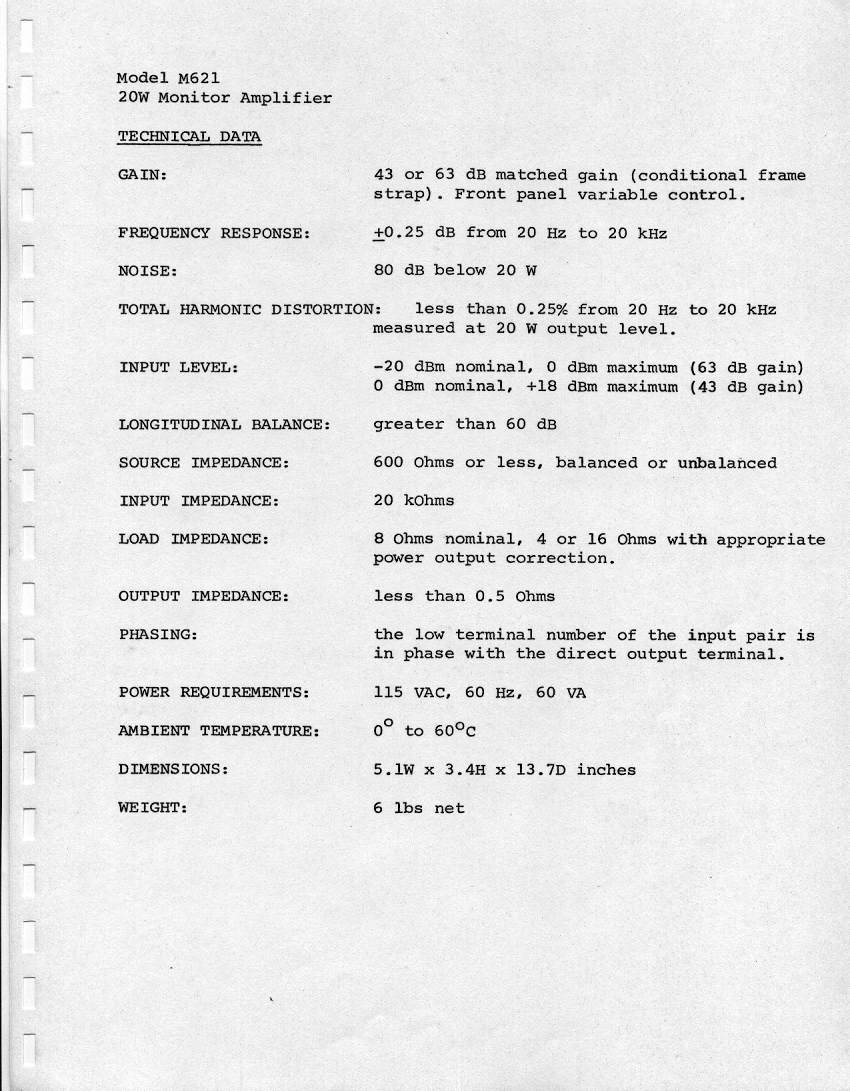 Model M621
20W Monitor Amplifier
TECHNICAL DATA
GAIN: 43 or 63 dB matched gain (conditional frame
strap). Front panel variable control.
FREQUENCY RESPONSE: ±0.25 dB from 20 Hz to 20 kHz
NOISE: 80 dB below 20 W
TOTAL HARMONIC DISTORTION: less than 0.25% from 20 Hz to 20 kHz
measured at 20 W output level.
INPUT LEVEL: -20 dBm nominal, 0 dBm maximum (63 dB gain)
0 dBm nominal, +18 dBm maximum (43 dB gain)
LONGITUDINAL BALANCE: greater than 60 dB
SOURCE IMPEDANCE: 600 Ohms or less, balanced or unbalanced
INPUT IMPEDANCE: 20 kOhms
LOAD IMPEDANCE: 8 Ohms nominal, 4 or 16 Ohms with appropriate
power output correction.
OUTPUT IMPEDANCE: less than 0.5 Ohms
PHASING: the low terminal number of the input pair is
in phase with the direct output terminal.
POWER REQUIREMENTS: 115 VAC, 60 Hz, 60 VA
AMBIENT TEMPERATURE: 0° to 60°C
DIMENSIONS: 5.1W x 3.4H x 13.7D inches
WEIGHT: 6 lbs net